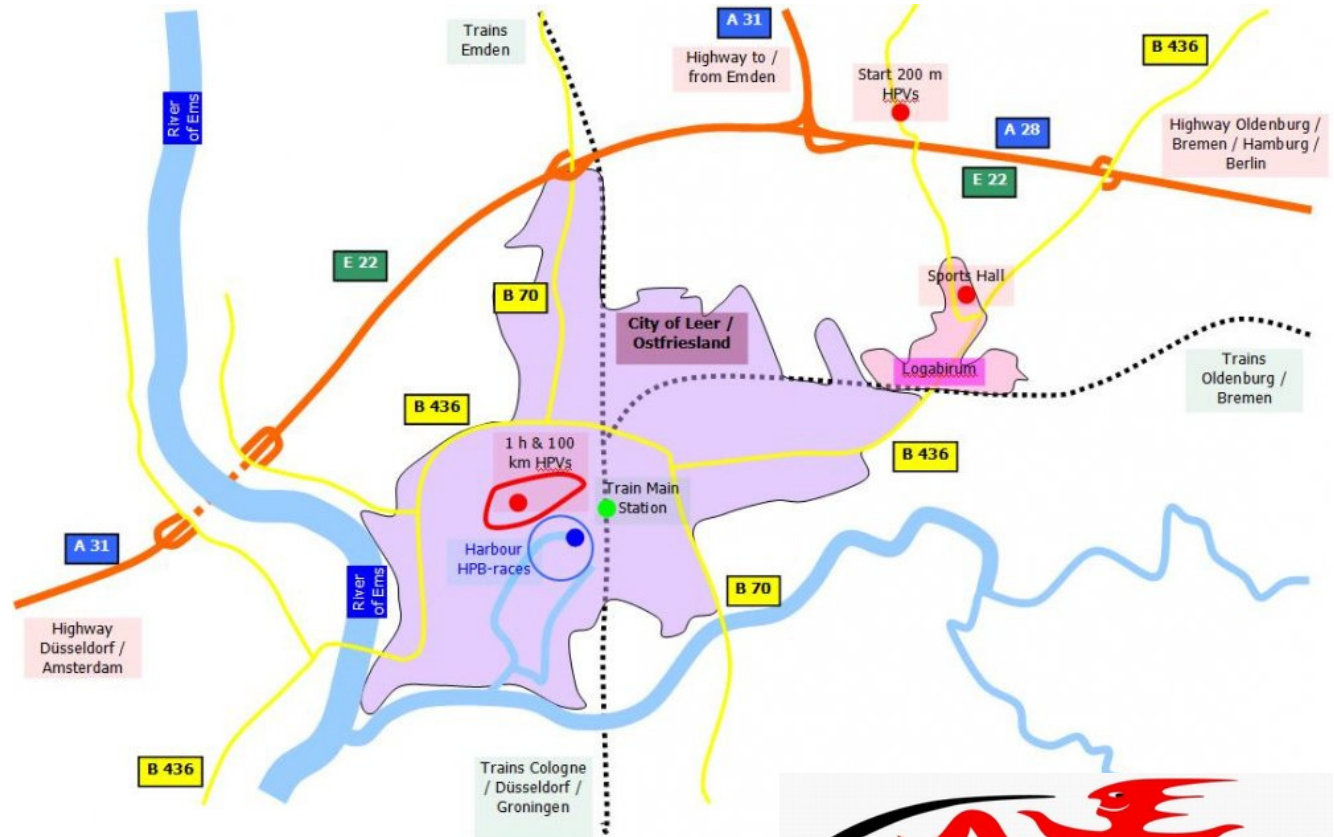 Trains
Emden
A 31
Highway to /
from Emden
Start 200 m
HPVs
B 436
River
of Ems
A 28
Highway Oldenburg /
Bremen / Hamburg /
Berlin
E 22
E 22
Sports Hall
B 70
City of Leer /
Ostfriesland
Logabirum
Trains
Oldenburg /
Bremen
B 436
1 h & 100
km HPVs
B 436
Train Main
Station
A 31
Harbour
HPB-races
River
of Ems
B 70
Highway
Düsseldorf /
Amsterdam
B 436
Trains Cologne
/ Düsseldorf /
Groningen